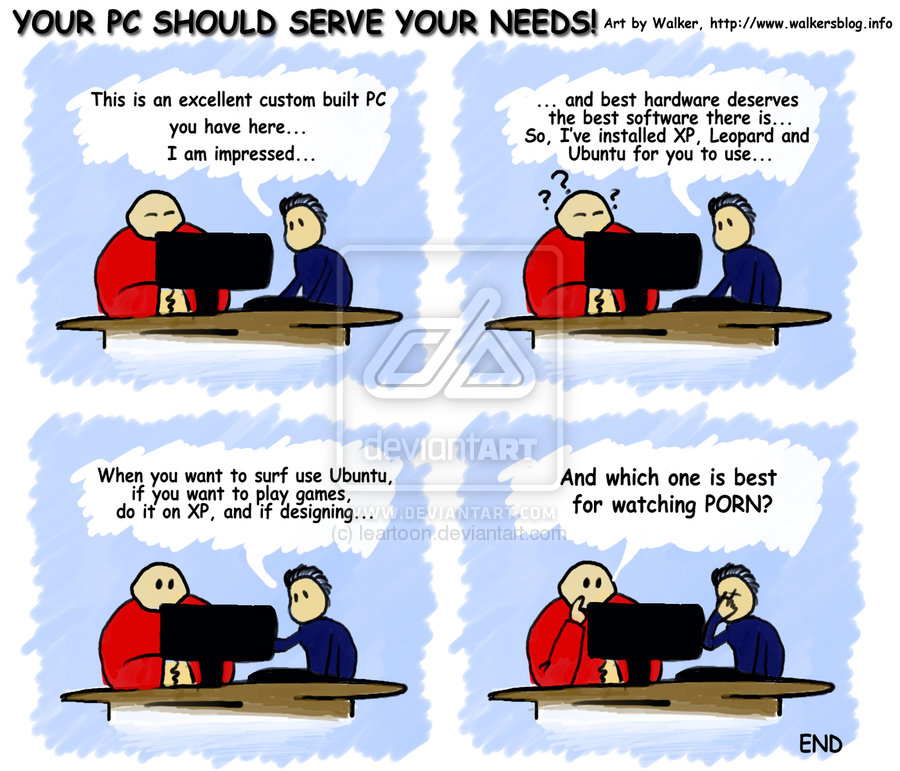 YOUR PC SHOULD SERVE YOUR NEEDS! Art by Walker, http://www.walkersblog.info
This is an excellent custom built PC
you have here...
I am impressed...
... and best hardware deserves
the best software there is...
So, I've installed XP, Leopard and
Ubuntu for you to use...
? ? ?
da
deviantART
WWW.DEVIANTART.COM
(c) leartoon.deviantart.com
When you want to surf use Ubuntu,
if you want to play games,
do it on XP, and if designing...
And which one is best
for watching PORN?
END